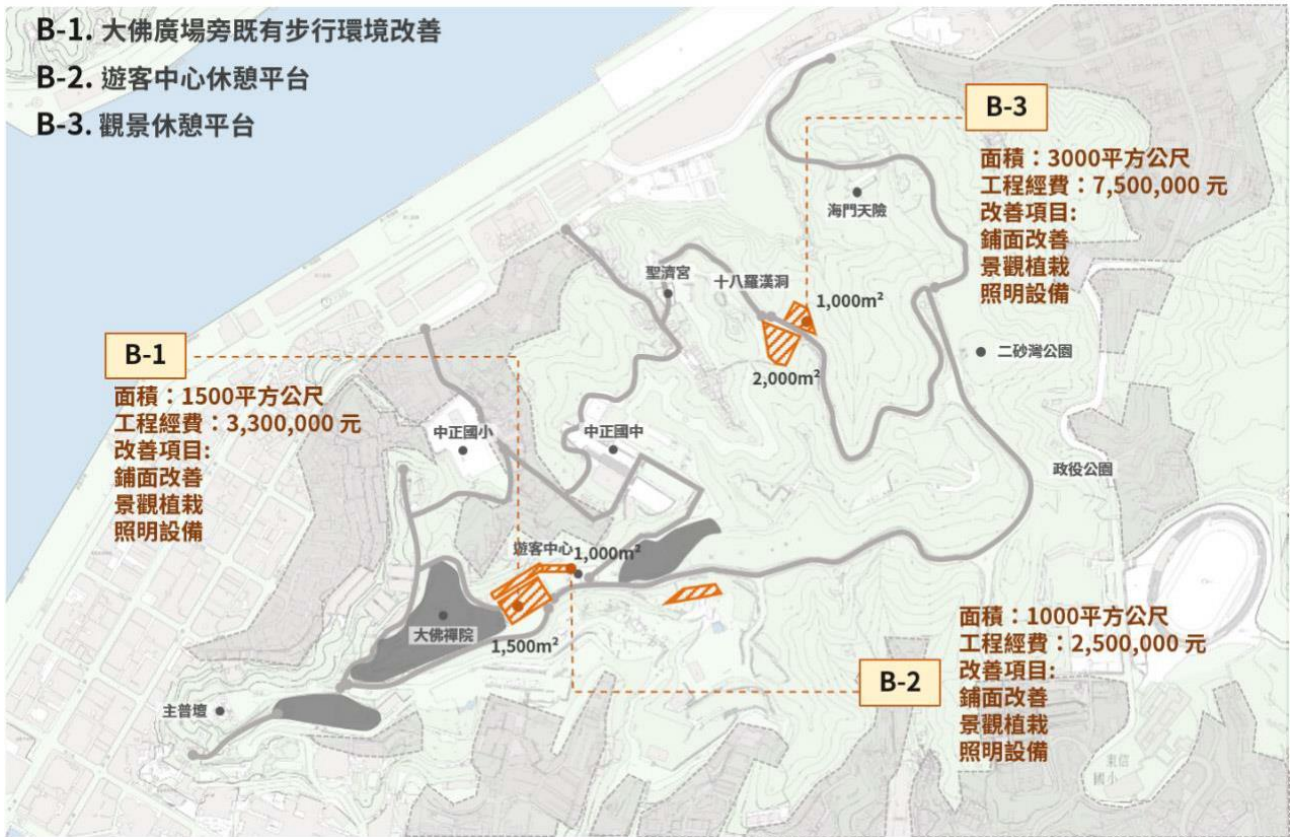 B-1. 大佛廣場旁既有步行環境改善
B-2. 遊客中心休憩平台
B-3. 觀景休憩平台
B-3
面積：3000平方公尺
工程經費：7,500,000 元
改善項目:
鋪面改善
景觀植栽
照明設備
海門天險
聖濟宮
十八羅漢洞
1,000m²
2,000m²
二砂灣公園
B-1
面積：1500平方公尺
工程經費：3,300,000 元
改善項目:
鋪面改善
景觀植栽
照明設備
中正國小
中正國中
政役公園
遊客中心
1,000m²
大佛禪院
1,500m²
主普壇
B-2
面積：1000平方公尺
工程經費：2,500,000 元
改善項目:
鋪面改善
景觀植栽
照明設備
東信
國小